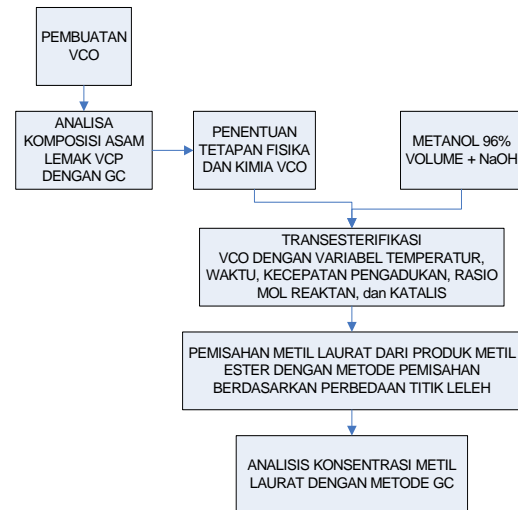 PEMBUATAN
VCO
ANALISA
KOMPOSISI ASAM
LEMAK VCP
DENGAN GC
PENENTUAN
TETAPAN FISIKA
DAN KIMIA VCO
METANOL 96%
VOLUME + NaOH
TRANSESTERIFIKASI
VCO DENGAN VARIABEL TEMPERATUR,
WAKTU, KECEPATAN PENGADUKAN, RASIO
MOL REAKTAN, dan KATALIS
PEMISAHAN METIL LAURAT DARI PRODUK METIL
ESTER DENGAN METODE PEMISAHAN
BERDASARKAN PERBEDAAN TITIK LELEH
ANALISIS KONSENTRASI METIL
LAURAT DENGAN METODE GC